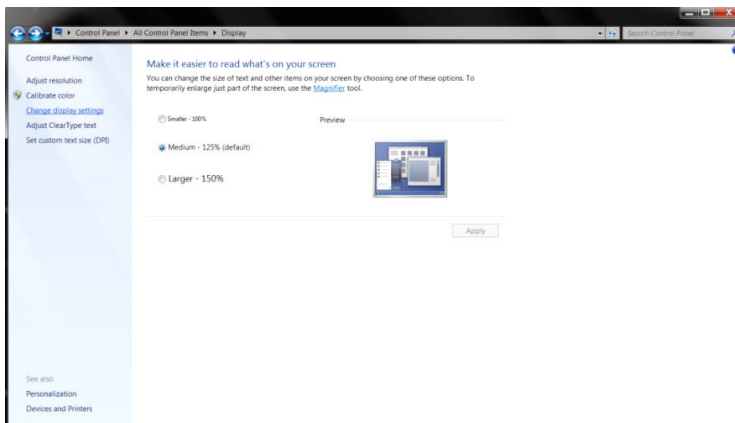 Control Panel ▸ All Control Panel Items ▸ Display
Search Control Panel
Control Panel Home
Adjust resolution
Calibrate color
Change display settings
Adjust ClearType text
Set custom text size (DPI)
See also
Personalization
Devices and Printers
Make it easier to read what's on your screen
You can change the size of text and other items on your screen by choosing one of these options. To
temporarily enlarge just part of the screen, use the Magnifier tool.
Smaller - 100%
Preview
Medium - 125% (default)
Larger - 150%
Apply